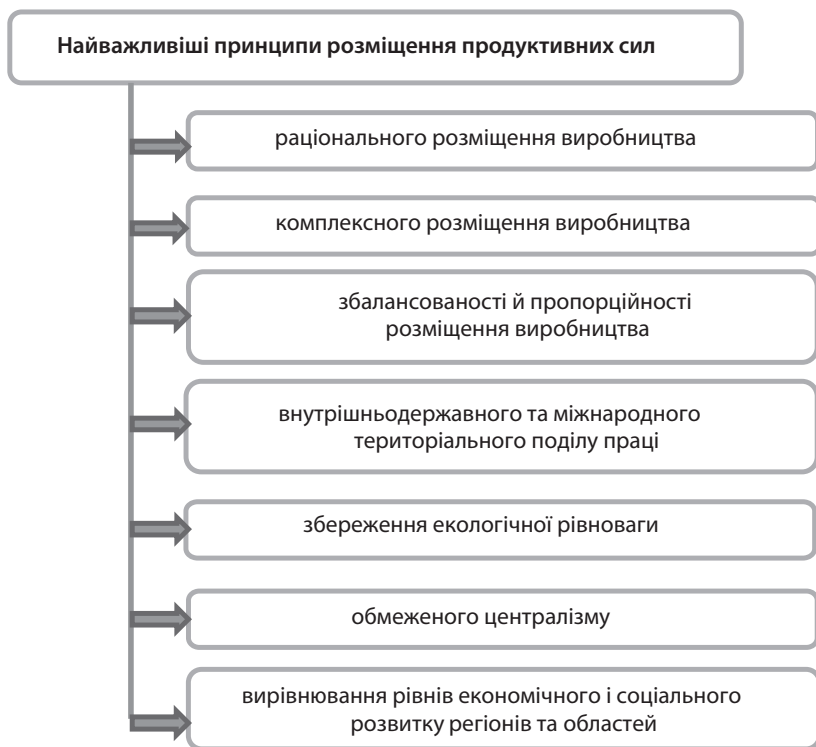 Найважливіші принципи розміщення продуктивних сил
раціонального розміщення виробництва
комплексного розміщення виробництва
збалансованості й пропорційності
розміщення виробництва
внутрішньодержавного та міжнародного
територіального поділу праці
збереження екологічної рівноваги
обмеженого централізму
вирівнювання рівнів економічного і соціального
розвитку регіонів та областей